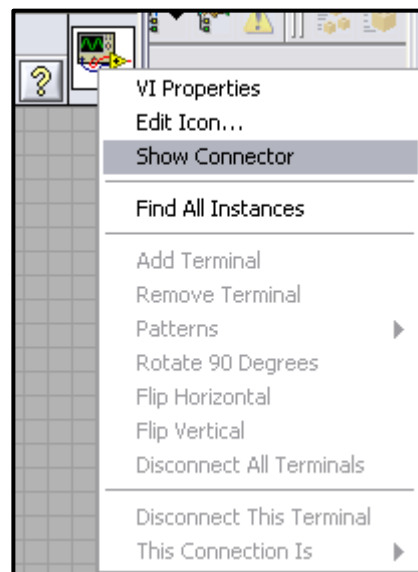 ?
VI Properties
Edit Icon...
Show Connector
Find All Instances
Add Terminal
Remove Terminal
Patterns
Rotate 90 Degrees
Flip Horizontal
Flip Vertical
Disconnect All Terminals
Disconnect This Terminal
This Connection Is